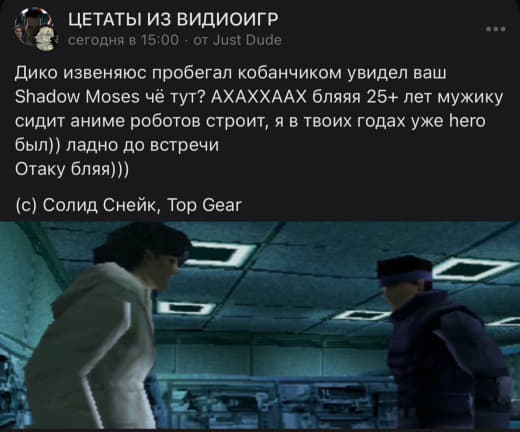 ЦЕТАТЫ ИЗ ВИДИОИГР
сегодня в 15:00 · от Just Dude
Дико извеняюс пробегал кобанчиком увидел ваш
Shadow Moses чё тут? АХАХХААХ бляяя 25+ лет мужику
сидит аниме роботов строит, я в твоих годах уже hero
был)) ладно до встречи
Отаку бляя)))
(с) Солид Снейк, Top Gear